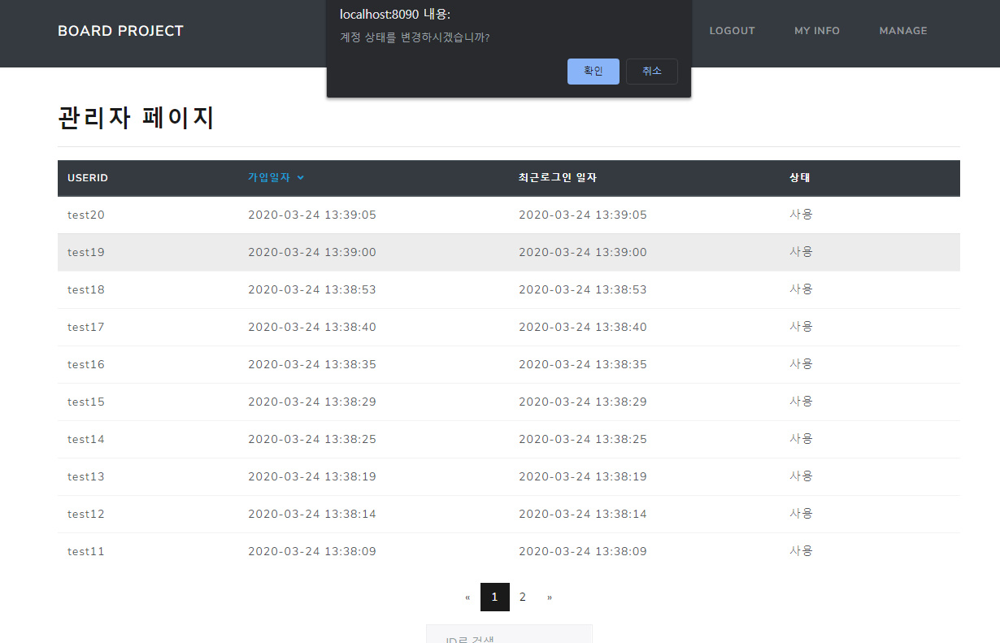 BOARD PROJECT
localhost:8090 내용:
계정 상태를 변경하시겠습니까?
확인 취소
LOGOUT MY INFO MANAGE
관리자 페이지
USERID 가입일자 최근로그인 일자 상태
test20 2020-03-24 13:39:05 2020-03-24 13:39:05 사용
test19 2020-03-24 13:39:00 2020-03-24 13:39:00 사용
test18 2020-03-24 13:38:53 2020-03-24 13:38:53 사용
test17 2020-03-24 13:38:40 2020-03-24 13:38:40 사용
test16 2020-03-24 13:38:35 2020-03-24 13:38:35 사용
test15 2020-03-24 13:38:29 2020-03-24 13:38:29 사용
test14 2020-03-24 13:38:25 2020-03-24 13:38:25 사용
test13 2020-03-24 13:38:19 2020-03-24 13:38:19 사용
test12 2020-03-24 13:38:14 2020-03-24 13:38:14 사용
test11 2020-03-24 13:38:09 2020-03-24 13:38:09 사용
« 1 2 »
ID로 검색